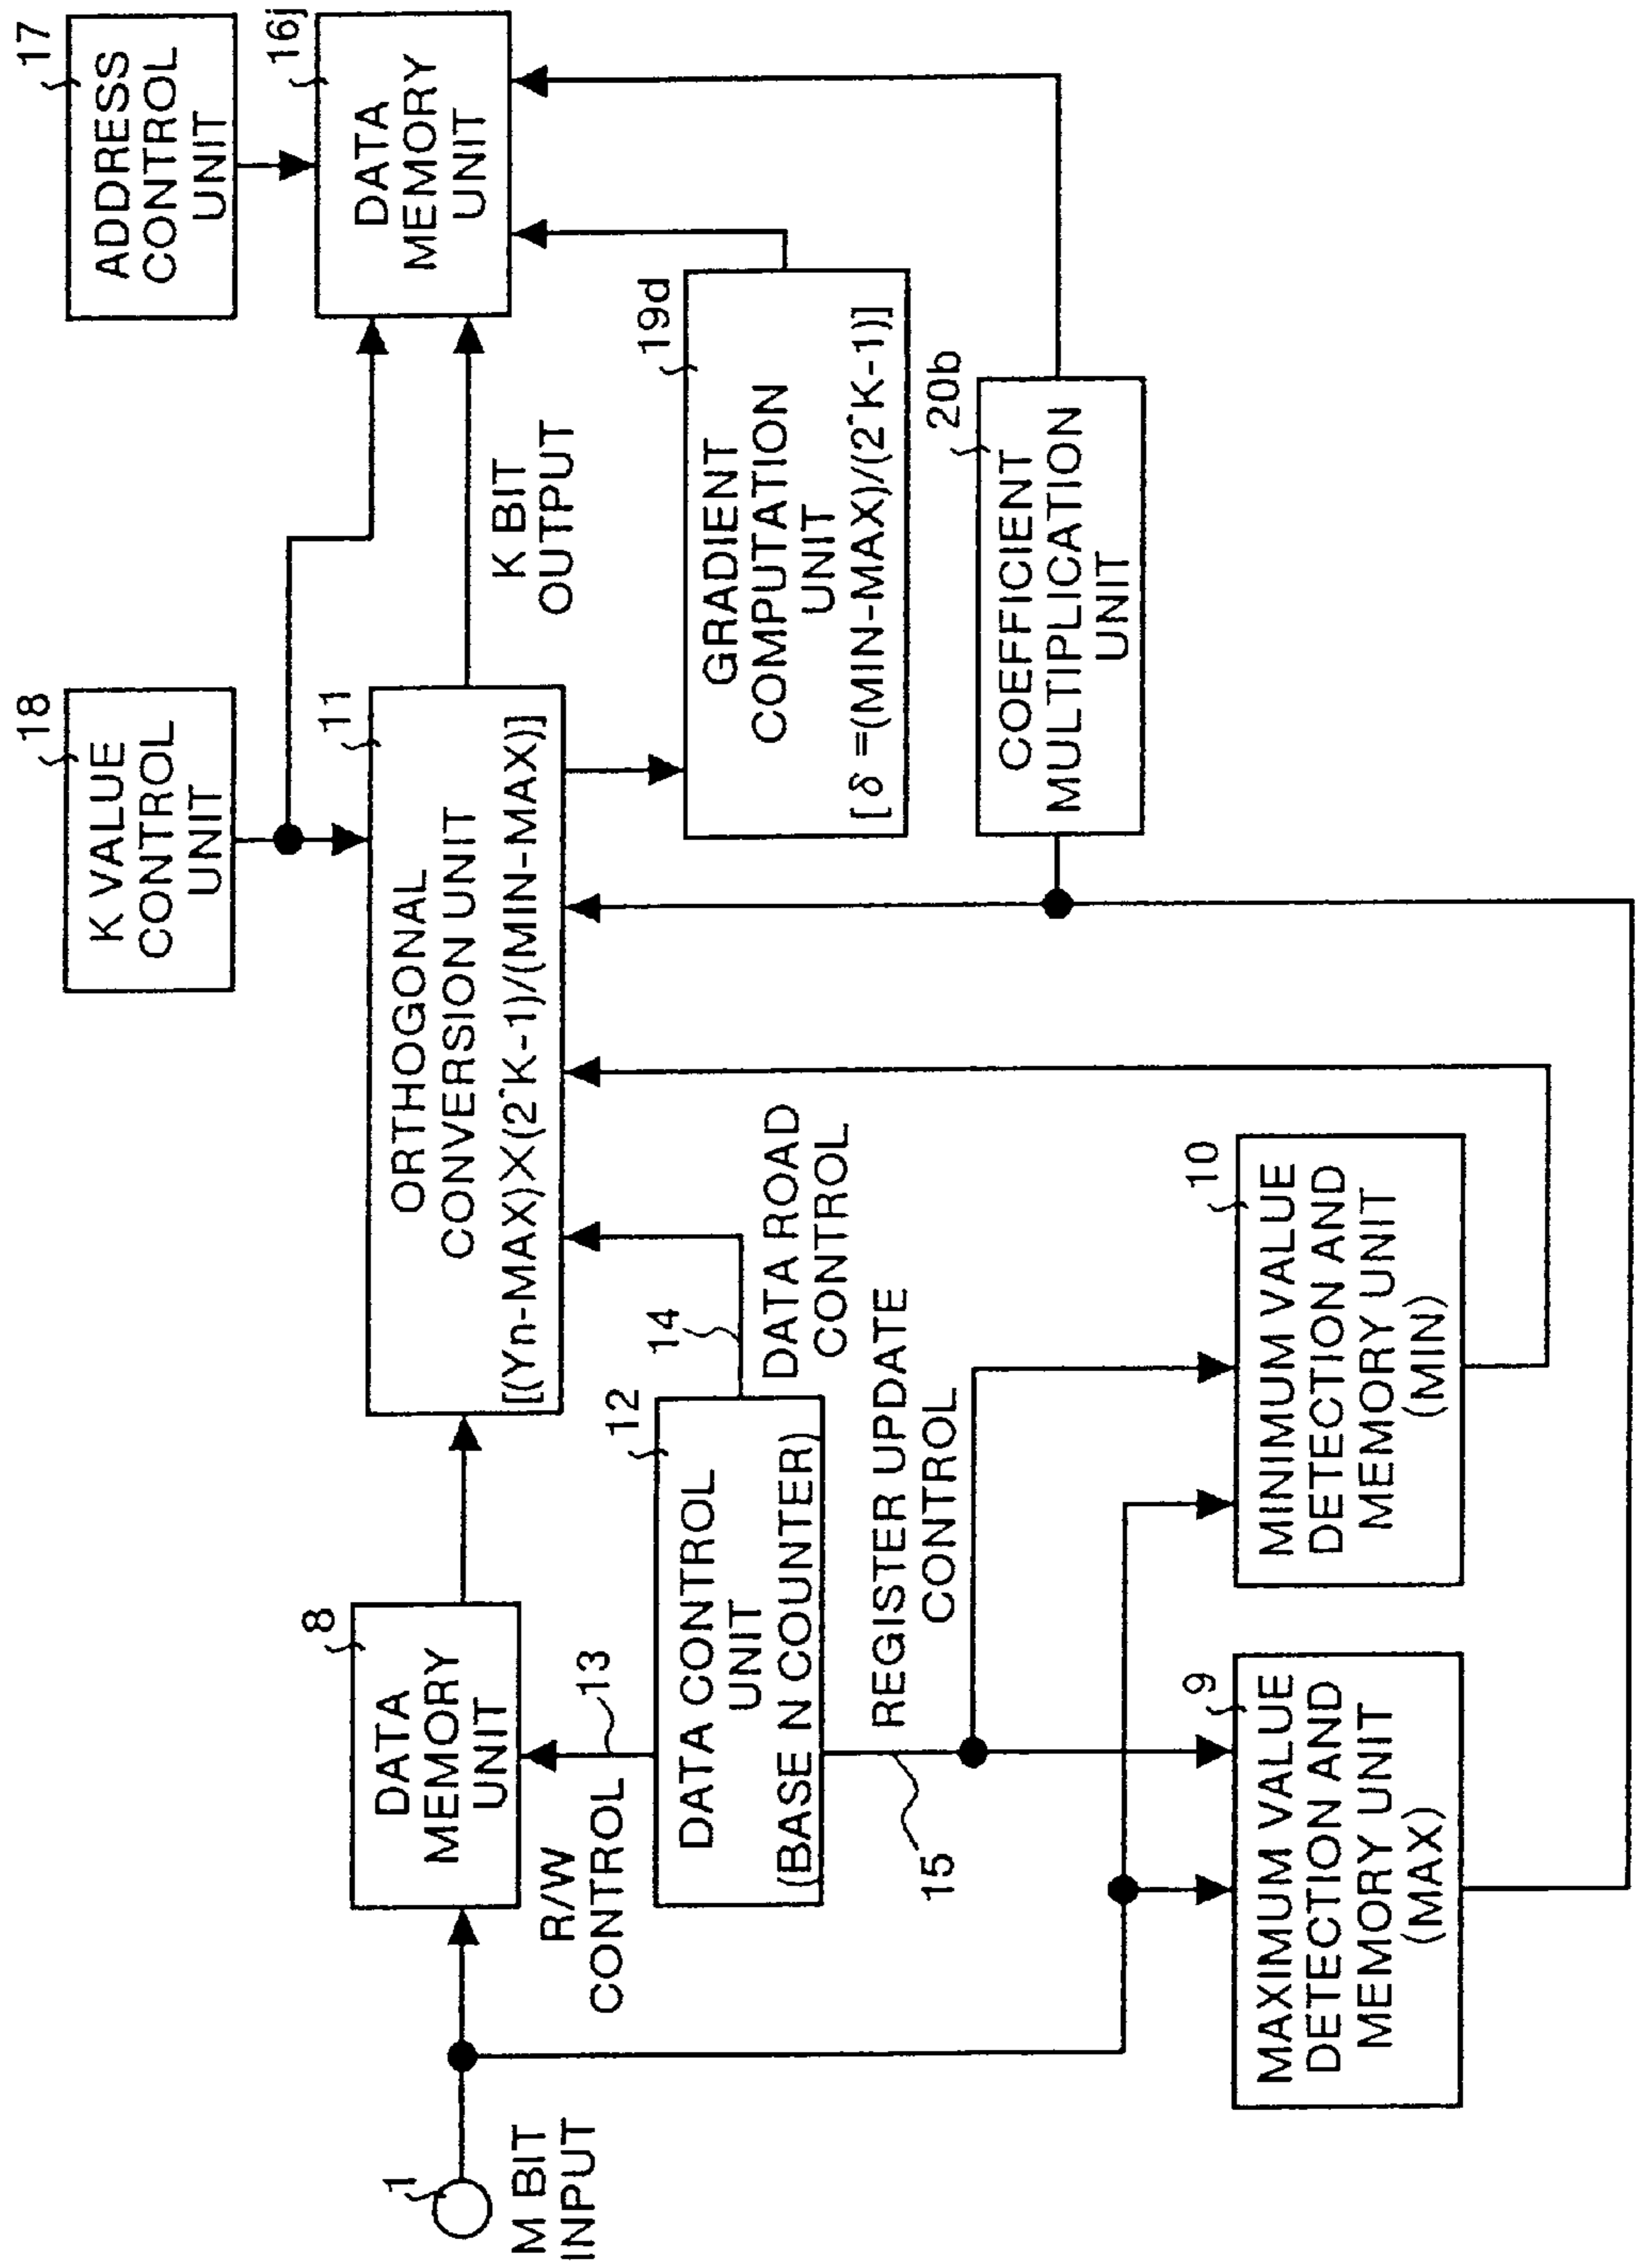 1
M BIT
INPUT
8
DATA
MEMORY
UNIT
R/W
CONTROL
13
12
DATA CONTROL
UNIT
(BASE N COUNTER)
14
DATA ROAD
CONTROL
15
REGISTER UPDATE
CONTROL
9
MAXIMUM VALUE
DETECTION AND
MEMORY UNIT
(MAX)
10
MINIMUM VALUE
DETECTION AND
MEMORY UNIT
(MIN)
18
K VALUE
CONTROL
UNIT
11
ORTHOGONAL
CONVERSION UNIT
[(Yn-MAX)X(2^K-1)/(MIN-MAX)]
K BIT
OUTPUT
19d
GRADIENT
COMPUTATION
UNIT
[δ=(MIN-MAX)/(2^K-1)]
20b
COEFFICIENT
MULTIPLICATION
UNIT
17
ADDRESS
CONTROL
UNIT
16j
DATA
MEMORY
UNIT